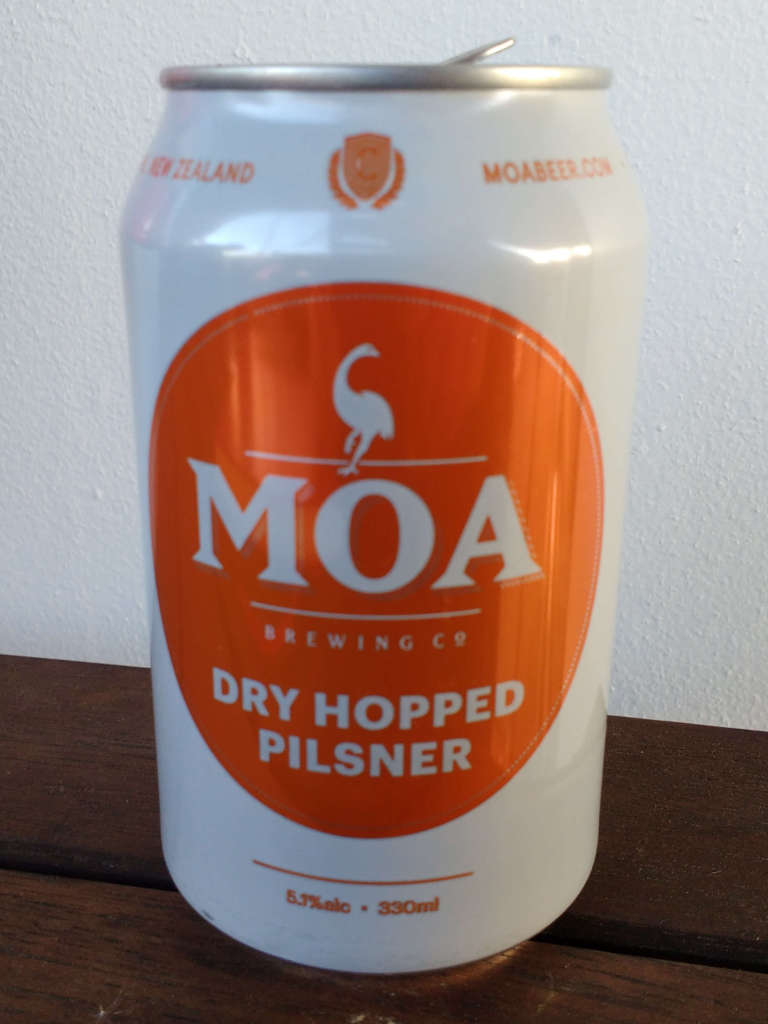 NEW ZEALAND
C
MOABEER.COM
MOA
BREWING Co
DRY HOPPED
PILSNER
5.1%alc • 330ml